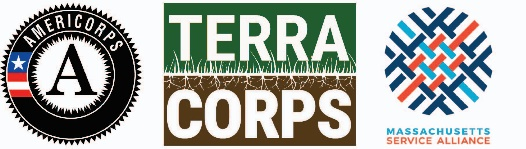 AMERICORPS
A
TERRA
CORPS
MASSACHUSETTS
SERVICE ALLIANCE